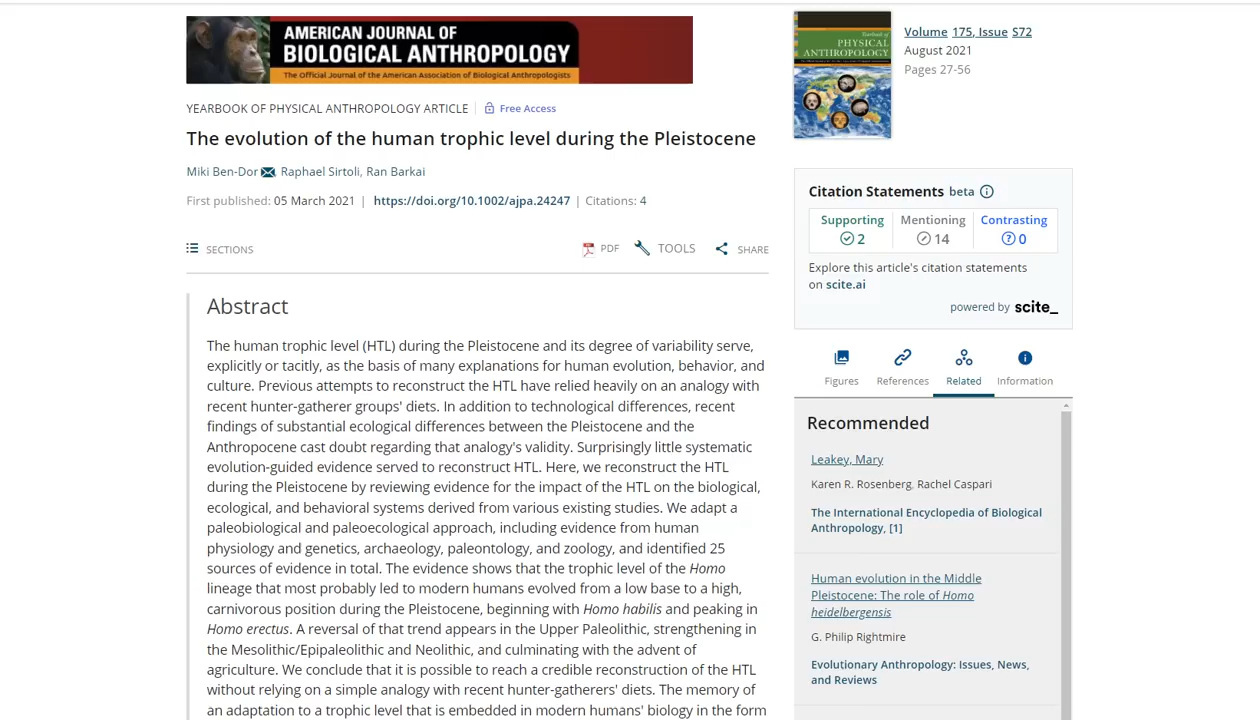 AMERICAN JOURNAL OF
BIOLOGICAL ANTHROPOLOGY
The Official Journal of the American Association of Biological Anthropologists
YEARBOOK OF PHYSICAL ANTHROPOLOGY ARTICLE
Free Access
The evolution of the human trophic level during the Pleistocene
Miki Ben-Dor, Raphael Sirtoli, Ran Barkai
First published: 05 March 2021 | https://doi.org/10.1002/ajpa.24247 | Citations: 4
SECTIONS
PDF
TOOLS
SHARE
Abstract
The human trophic level (HTL) during the Pleistocene and its degree of variability serve,
explicitly or tacitly, as the basis of many explanations for human evolution, behavior, and
culture. Previous attempts to reconstruct the HTL have relied heavily on an analogy with
recent hunter-gatherer groups' diets. In addition to technological differences, recent
findings of substantial ecological differences between the Pleistocene and the
Anthropocene cast doubt regarding that analogy's validity. Surprisingly little systematic
evolution-guided evidence served to reconstruct HTL. Here, we reconstruct the HTL
during the Pleistocene by reviewing evidence for the impact of the HTL on the biological,
ecological, and behavioral systems derived from various existing studies. We adapt a
paleobiological and paleoecological approach, including evidence from human
physiology and genetics, archaeology, paleontology, and zoology, and identified 25
sources of evidence in total. The evidence shows that the trophic level of the Homo
lineage that most probably led to modern humans evolved from a low base to a high,
carnivorous position during the Pleistocene, beginning with Homo habilis and peaking in
Homo erectus. A reversal of that trend appears in the Upper Paleolithic, strengthening in
the Mesolithic/Epipaleolithic and Neolithic, and culminating with the advent of
agriculture. We conclude that it is possible to reach a credible reconstruction of the HTL
without relying on a simple analogy with recent hunter-gatherers' diets. The memory of
an adaptation to a trophic level that is embedded in modern humans' biology in the form
Yearbook of
PHYSICAL
ANTHROPOLOGY
Volume 175, Issue S72
August 2021
Pages 27-56
Citation Statements beta
Supporting
2
Mentioning
14
Contrasting
0
Explore this article's citation statements
on scite.ai
powered by scite_
Figures
References
Related
Information
Recommended
Leakey, Mary
Karen R. Rosenberg, Rachel Caspari
The International Encyclopedia of Biological
Anthropology, [1]
Human evolution in the Middle
Pleistocene: The role of Homo
heidelbergensis
G. Philip Rightmire
Evolutionary Anthropology: Issues, News,
and Reviews